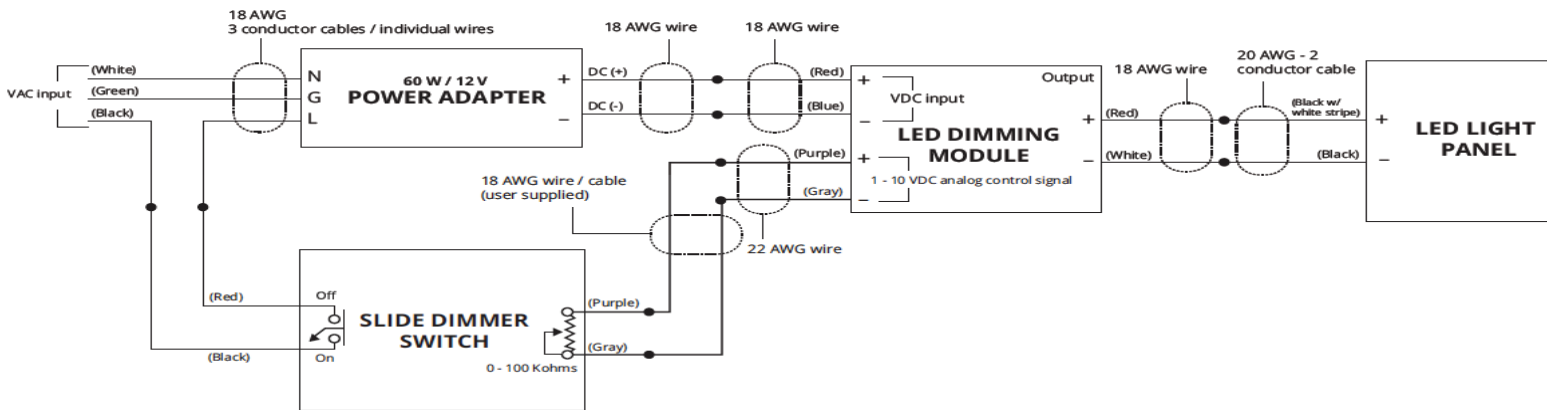 18 AWG
3 conductor cables / individual wires
VAC input
(White)
(Green)
(Black)
N
G
L
60 W / 12 V
POWER ADAPTER
+
−
DC (+)
DC (-)
18 AWG wire
18 AWG wire
(Red)
(Blue)
(Purple)
(Gray)
+
−
VDC input
Output
LED DIMMING
MODULE
+
−
1 - 10 VDC analog control signal
+
−
(Red)
(White)
18 AWG wire
20 AWG - 2
conductor cable
(Black w/
white stripe)
(Black)
+
−
LED LIGHT
PANEL
18 AWG wire / cable
(user supplied)
22 AWG wire
(Red)
(Black)
Off
On
SLIDE DIMMER
SWITCH
0 - 100 Kohms
(Purple)
(Gray)